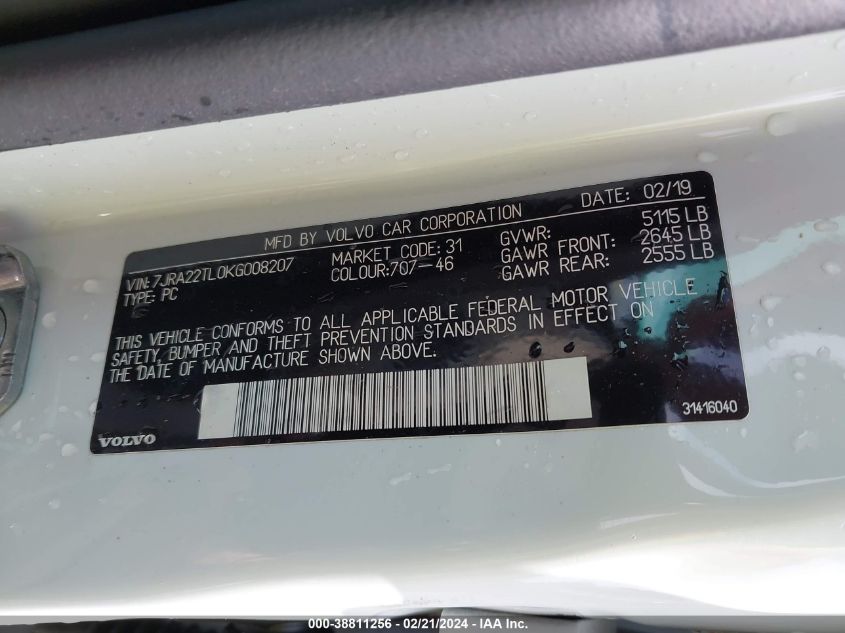 MFD BY VOLVO CAR CORPORATION DATE: 02/19
VIN: 7JRA22TL0KG008207 MARKET CODE: 31 GVWR: 5115 LB
TYPE: PC COLOUR: 707-46 GAWR FRONT: 2645 LB
GAWR REAR: 2555 LB
THIS VEHICLE CONFORMS TO ALL APPLICABLE FEDERAL MOTOR VEHICLE
SAFETY, BUMPER AND THEFT PREVENTION STANDARDS IN EFFECT ON
THE DATE OF MANUFACTURE SHOWN ABOVE.
VOLVO 31416040
000-38811256 - 02/21/2024 - IAA Inc.